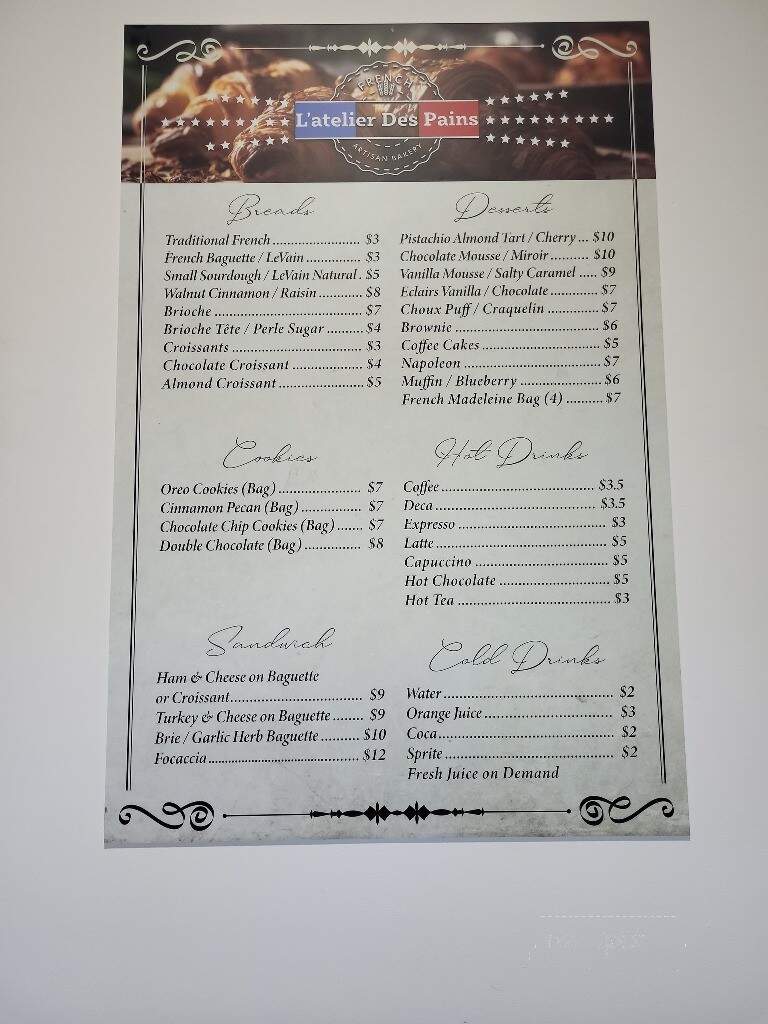 FRENCH
L'atelier Des Pains
ARTISAN BAKERY
Breads
Traditional French ........................... $3
French Baguette / LeVain ................ $3
Small Sourdough / LeVain Natural . $5
Walnut Cinnamon / Raisin ............ $8
Brioche ................................................ $7
Brioche Tête / Perle Sugar .......... $4
Croissants ........................................ $3
Chocolate Croissant ...................... $4
Almond Croissant ......................... $5
Desserts
Pistachio Almond Tart / Cherry ... $10
Chocolate Mousse / Miroir .......... $10
Vanilla Mousse / Salty Caramel ..... $9
Eclairs Vanilla / Chocolate ............ $7
Choux Puff / Craquelin ............... $7
Brownie ........................................... $6
Coffee Cakes ................................... $5
Napoleon ......................................... $7
Muffin / Blueberry ........................ $6
French Madeleine Bag (4) .......... $7
Cookies
Oreo Cookies (Bag) ........................ $7
Cinnamon Pecan (Bag) ................. $7
Chocolate Chip Cookies (Bag) ....... $7
Double Chocolate (Bag) ................ $8
Hot Drinks
Coffee .............................................. $3.5
Deca ................................................ $3.5
Expresso ........................................... $3
Latte .................................................. $5
Capuccino ....................................... $5
Hot Chocolate ................................ $5
Hot Tea ............................................. $3
Sandwich
Ham & Cheese on Baguette
or Croissant...................................... $9
Turkey & Cheese on Baguette ........ $9
Brie / Garlic Herb Baguette .......... $10
Focaccia .............................................. $12
Cold Drinks
Water .................................................. $2
Orange Juice ..................................... $3
Coca.................................................... $2
Sprite .................................................. $2
Fresh Juice on Demand